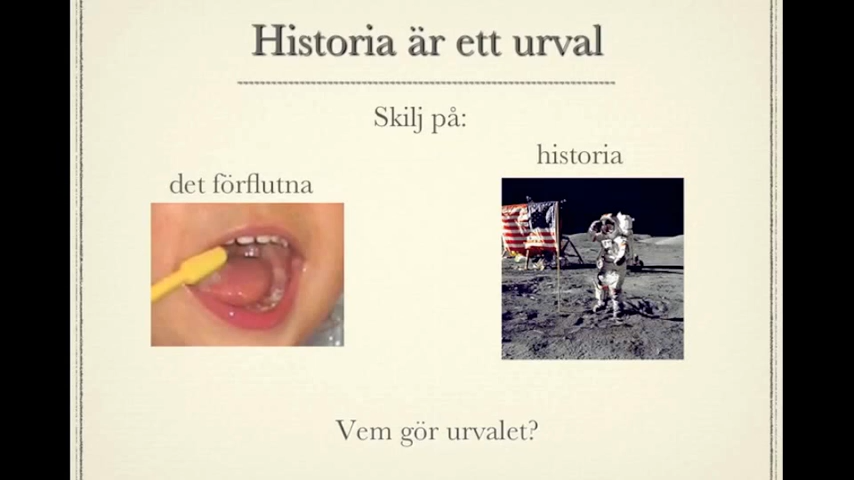 Historia är ett urval
Skilj på:
historia
det förflutna
Vem gör urvalet?